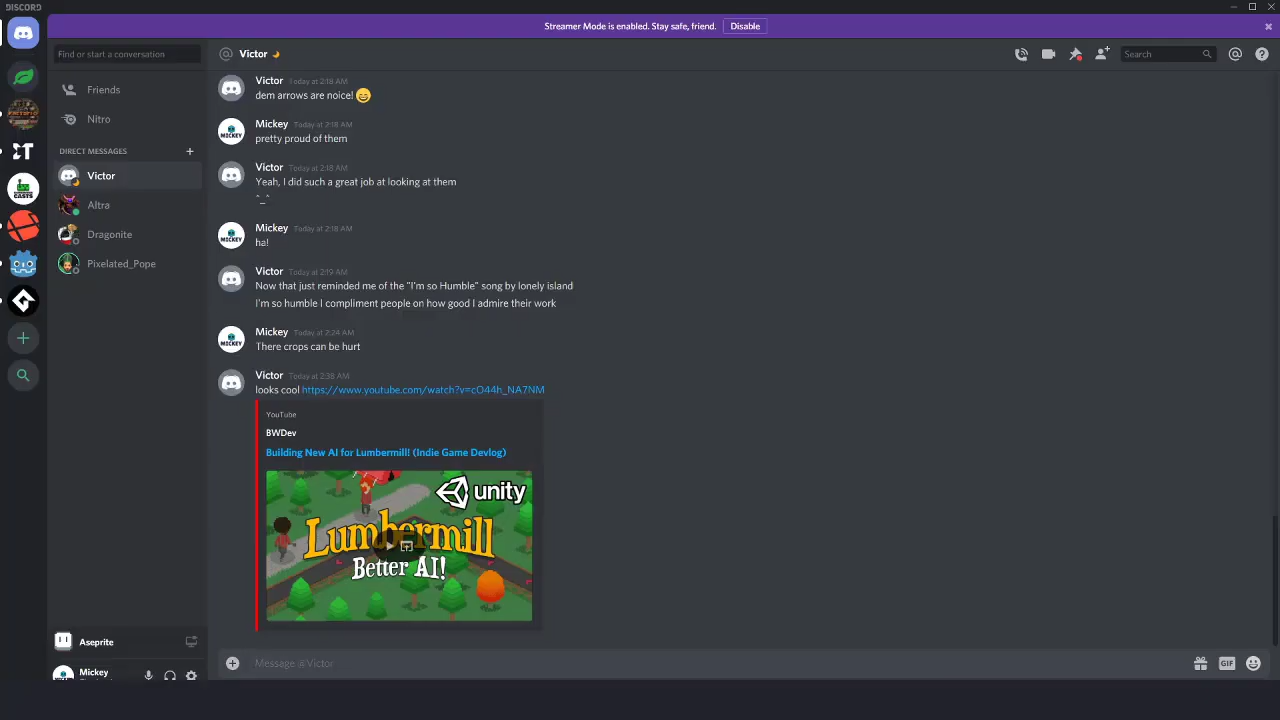 DISCORD
Streamer Mode is enabled. Stay safe, friend. Disable
Find or start a conversation
Victor
Search
Friends
Nitro
DIRECT MESSAGES
Victor
Altra
Dragonite
Pixelated_Pope
Victor Today at 2:18 AM
dem arrows are noice!
Mickey Today at 2:18 AM
pretty proud of them
Victor Today at 2:18 AM
Yeah, I did such a great job at looking at them
^_^
Mickey Today at 2:18 AM
ha!
Victor Today at 2:19 AM
Now that just reminded me of the "I'm so Humble" song by lonely island
I'm so humble I compliment people on how good I admire their work
Mickey Today at 2:24 AM
There crops can be hurt
Victor Today at 2:38 AM
looks cool https://www.youtube.com/watch?v=cO44h_NA7NM
YouTube
BWDev
Building New AI for Lumbermill! (Indie Game Devlog)
unity
Lumbermill
Better AI!
Aseprite
Mickey
Message @Victor
GIF
MICKEY
MICKEY
MICKEY
CASTS